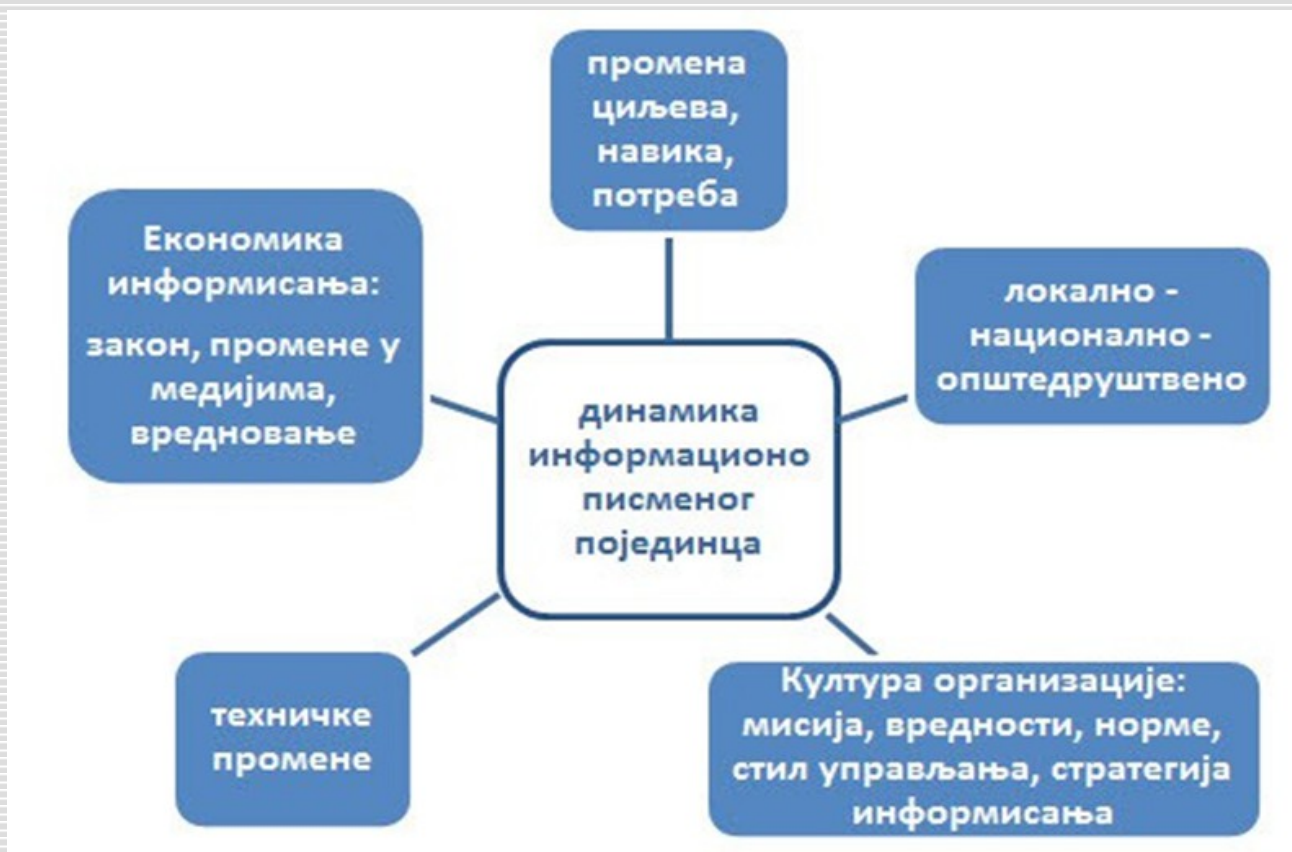 промена
циљева,
навика,
потреба
Економика
информисања:
закон, промене у
медијима,
вредновање
локално -
национално -
општедруштвено
динамика
информационо
писменог
појединца
техничке
промене
Култура организације:
мисија, вредности, норме,
стил управљања, стратегија
информисања